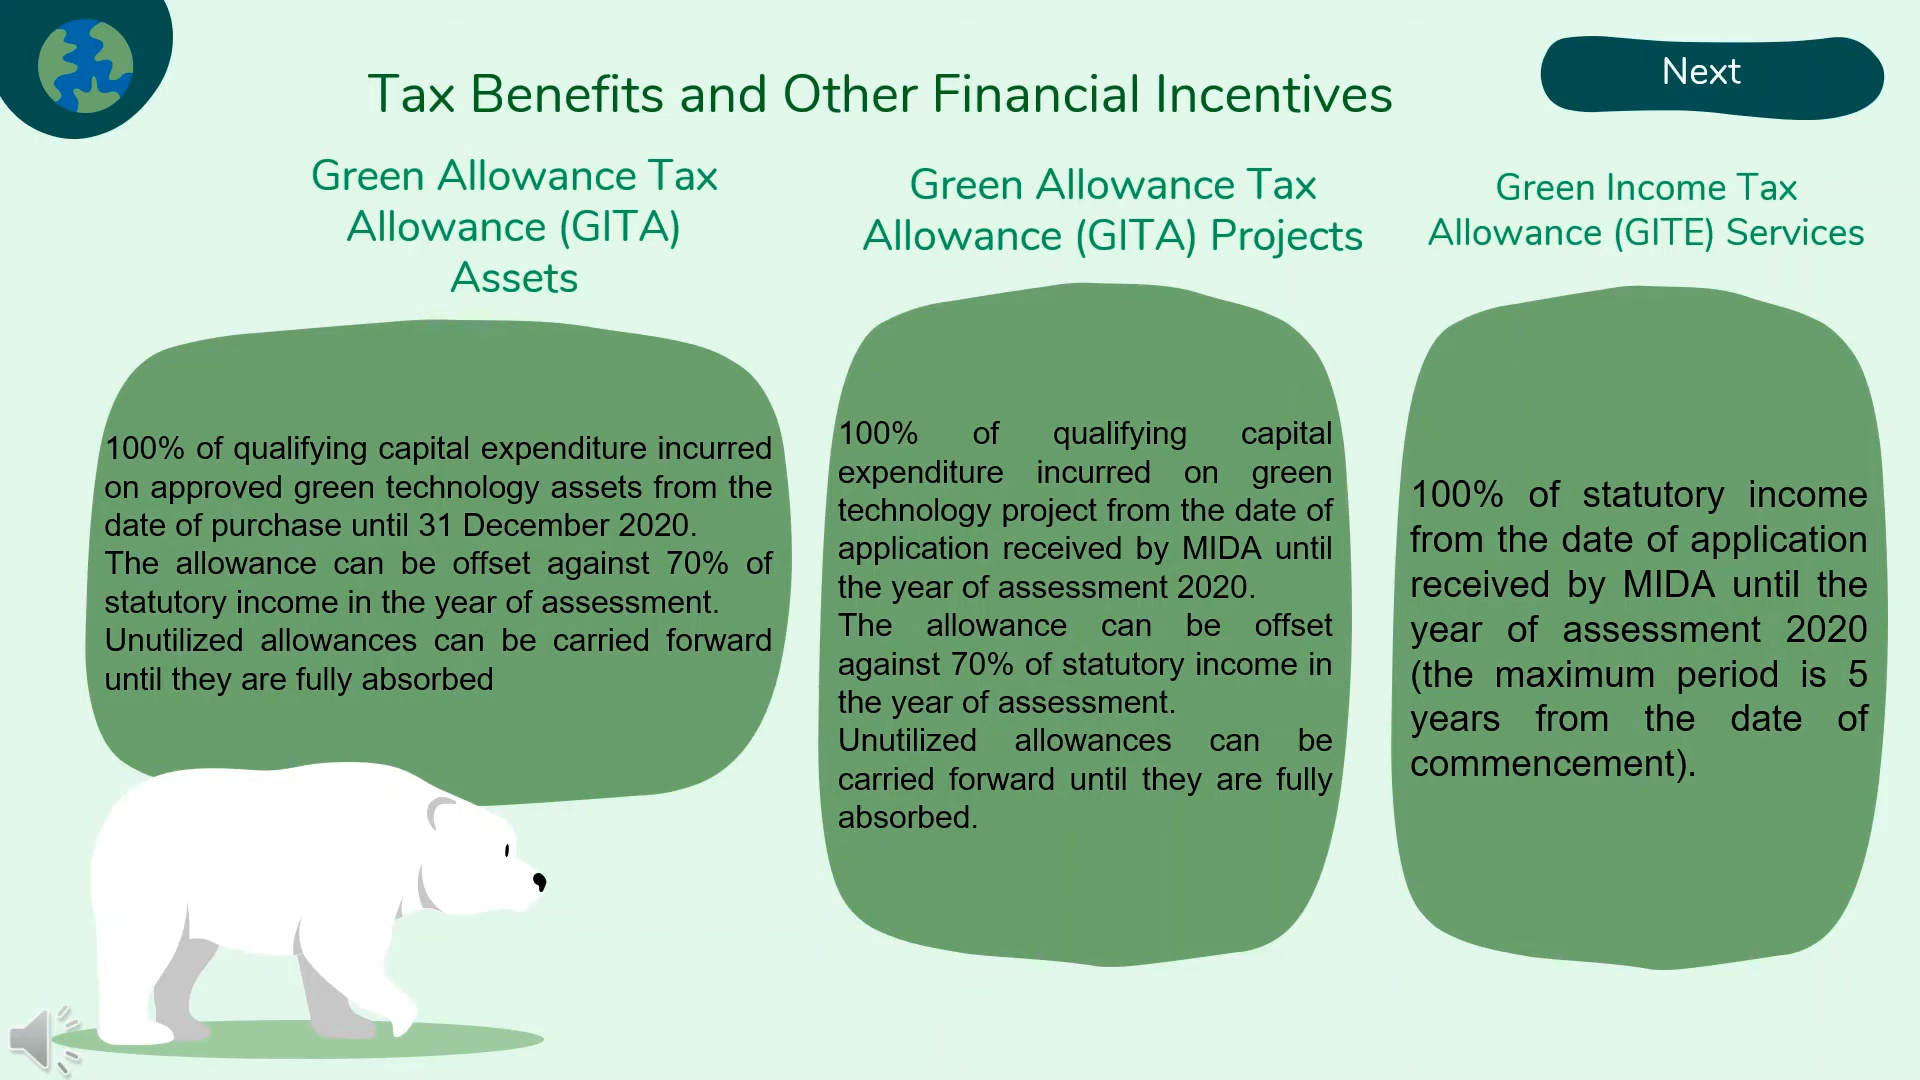 Tax Benefits and Other Financial Incentives
Next
Green Allowance Tax
Allowance (GITA)
Assets
100% of qualifying capital expenditure incurred
on approved green technology assets from the
date of purchase until 31 December 2020.
The allowance can be offset against 70% of
statutory income in the year of assessment.
Unutilized allowances can be carried forward
until they are fully absorbed
Green Allowance Tax
Allowance (GITA) Projects
100% of qualifying capital
expenditure incurred on green
technology project from the date of
application received by MIDA until
the year of assessment 2020.
The allowance can be offset
against 70% of statutory income in
the year of assessment.
Unutilized allowances can be
carried forward until they are fully
absorbed.
Green Income Tax
Allowance (GITE) Services
100% of statutory income
from the date of application
received by MIDA until the
year of assessment 2020
(the maximum period is 5
years from the date of
commencement).